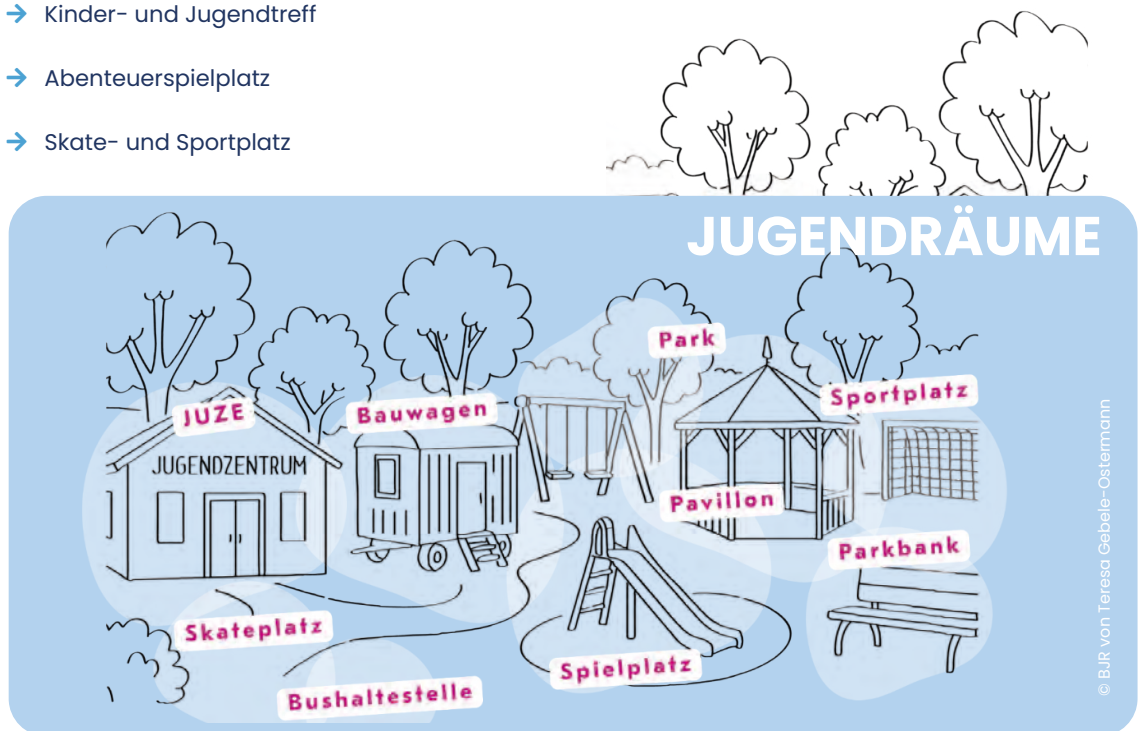 Kinder- und Jugendtreff
Abenteuerspielplatz
Skate- und Sportplatz
JUGENDRÄUME
Park
Sportplatz
JUZE
Bauwagen
JUGENDZENTRUM
Pavillon
Parkbank
Skateplatz
Spielplatz
Bushaltestelle
© BJR von Teresa Gebele-Ostermann